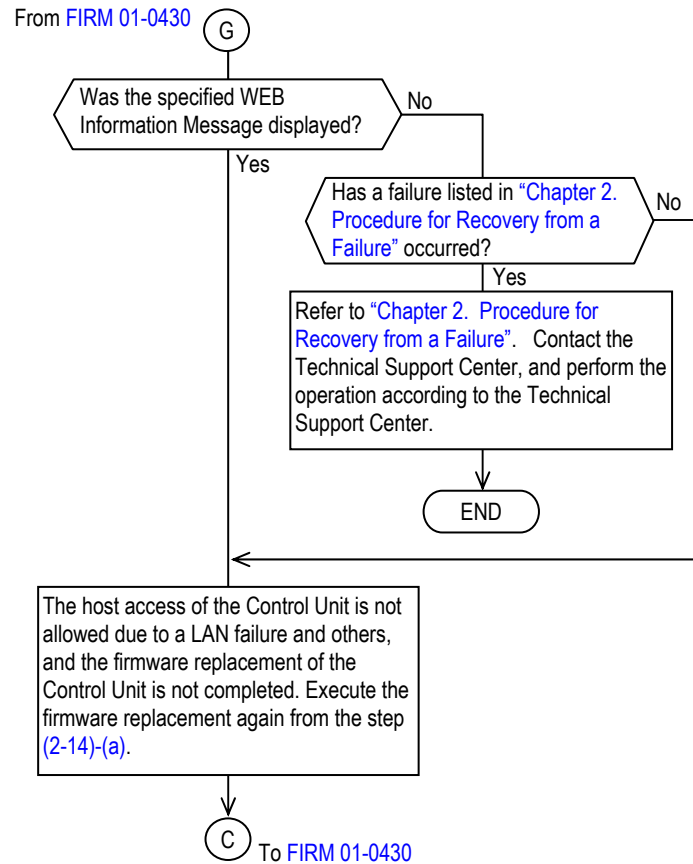 From FIRM 01-0430
G
Was the specified WEB
Information Message displayed?
No
Yes
Has a failure listed in “Chapter 2.
Procedure for Recovery from a
Failure” occurred?
No
Yes
Refer to “Chapter 2. Procedure for
Recovery from a Failure”. Contact the
Technical Support Center, and perform the
operation according to the Technical
Support Center.
END
The host access of the Control Unit is not
allowed due to a LAN failure and others,
and the firmware replacement of the
Control Unit is not completed. Execute the
firmware replacement again from the step
(2-14)-(a).
C
To FIRM 01-0430